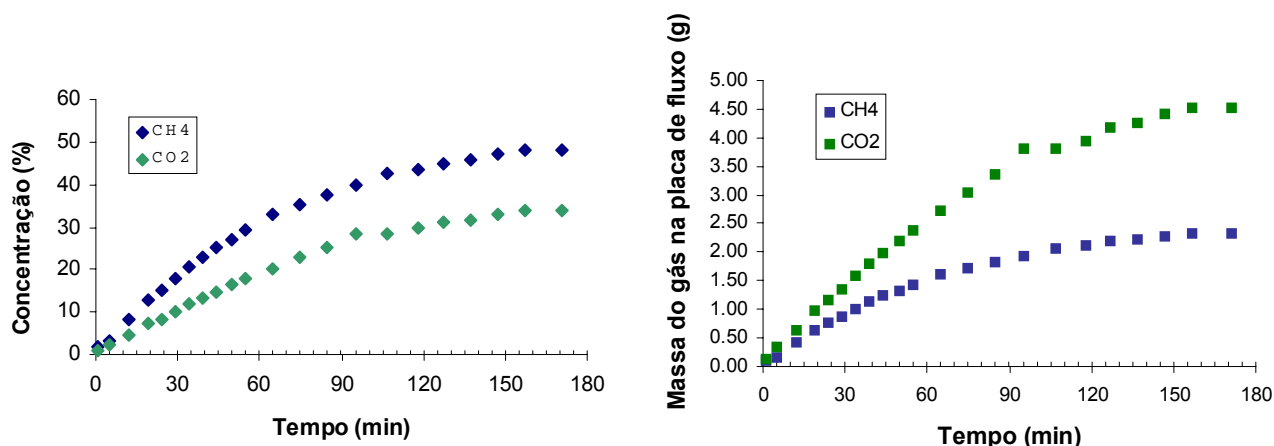 Concentração (%)
60
50
40
30
20
10
0
CH4
CO2
0 30 60 90 120 150 180
Tempo (min)
Massa do gás na placa de fluxo (g)
5.00
4.50
4.00
3.50
3.00
2.50
2.00
1.50
1.00
0.50
0.00
CH4
CO2
0 30 60 90 120 150 180
Tempo (min)